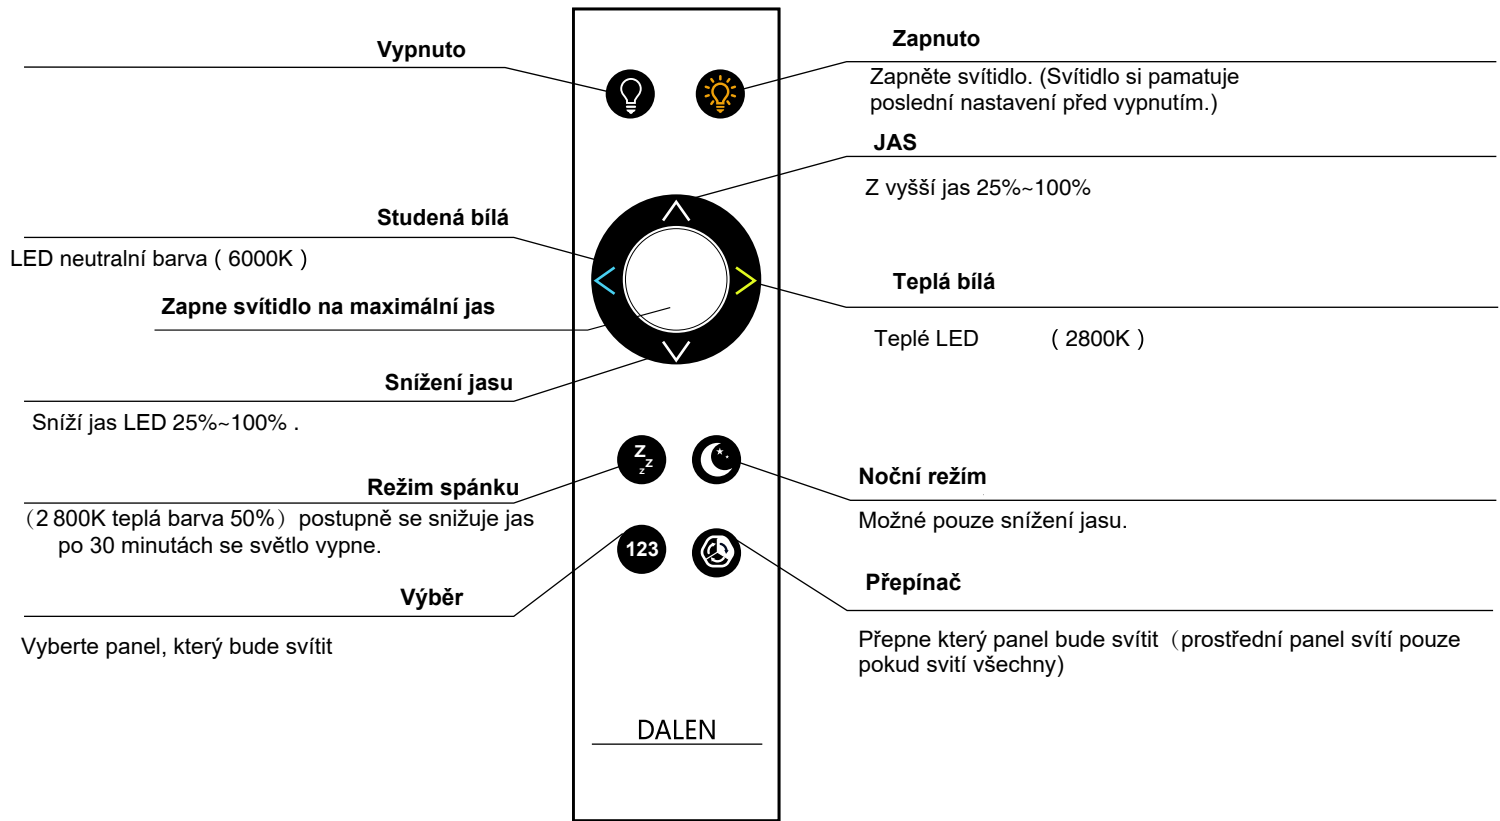 Vypnuto
Zapnuto
Zapněte svítidlo. (Svítidlo si pamatuje
poslední nastavení před vypnutím.)
JAS
Z vyšší jas 25%~100%
Studená bílá
LED neutralní barva ( 6000K )
Zapne svítidlo na maximální jas
Teplá bílá
Teplé LED ( 2800K )
Snížení jasu
Sníží jas LED 25%~100% .
Z
Z
Z
Režim spánku
（2 800K teplá barva 50%）postupně se snižuje jas
po 30 minutách se světlo vypne.
Noční režím
Možné pouze snížení jasu.
123
Výběr
Vyberte panel, který bude svítit
Přepínač
Přepne který panel bude svítit（prostřední panel svítí pouze
pokud svití všechny)
DALEN